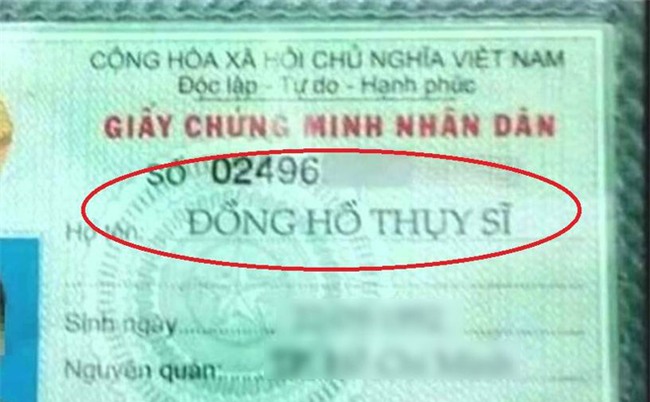 CỘNG HÒA XÃ HỘI CHỦ NGHĨA VIỆT NAM
Độc lập - Tự do - Hạnh phúc
GIẤY CHỨNG MINH NHÂN DÂN
SỐ 02496
Họ tên: ĐỒNG HỒ THỤY SĨ
Sinh ngày
Nguyên quán: